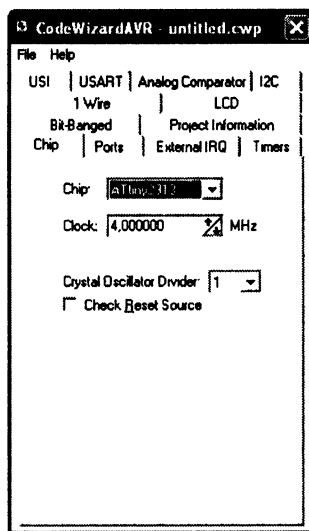 CodeWizardAVR - untitled.cwp
File Help
USI USART Analog Comparator I2C
1 Wire LCD
Bit-Banged Project Information
Chip Ports External IRQ Timers
Chip: ATtiny2313
Clock: 4,000000 MHz
Crystal Oscillator Divider: 1
Check Reset Source